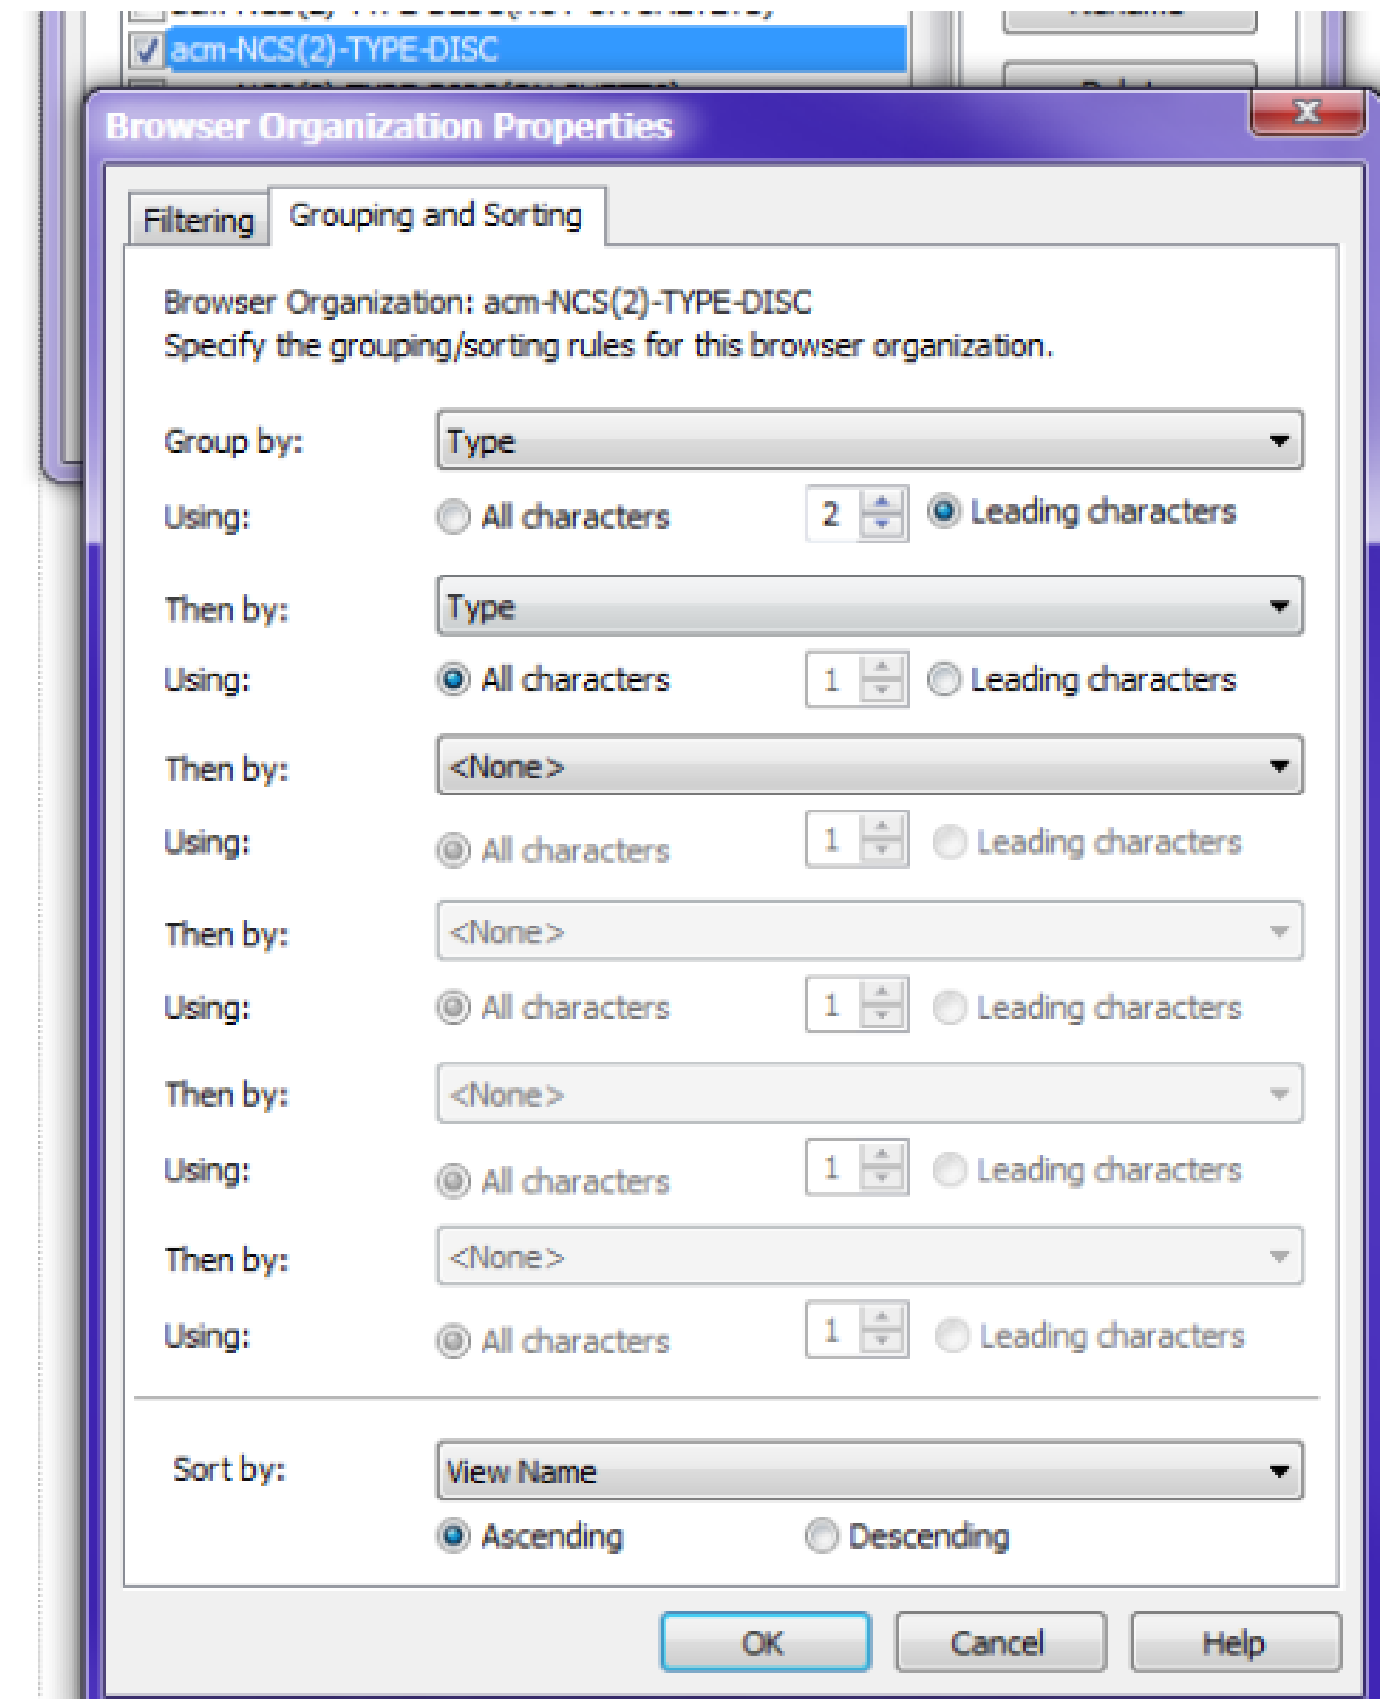 acm-NCS(2)-TYPE-DISC
Browser Organization Properties
x
Filtering
Grouping and Sorting
Browser Organization: acm-NCS(2)-TYPE-DISC
Specify the grouping/sorting rules for this browser organization.
Group by: Type
Using: All characters 2 Leading characters
Then by: Type
Using: All characters 1 Leading characters
Then by: <None>
Using: All characters 1 Leading characters
Then by: <None>
Using: All characters 1 Leading characters
Then by: <None>
Using: All characters 1 Leading characters
Then by: <None>
Using: All characters 1 Leading characters
Sort by: View Name
Ascending Descending
OK Cancel Help